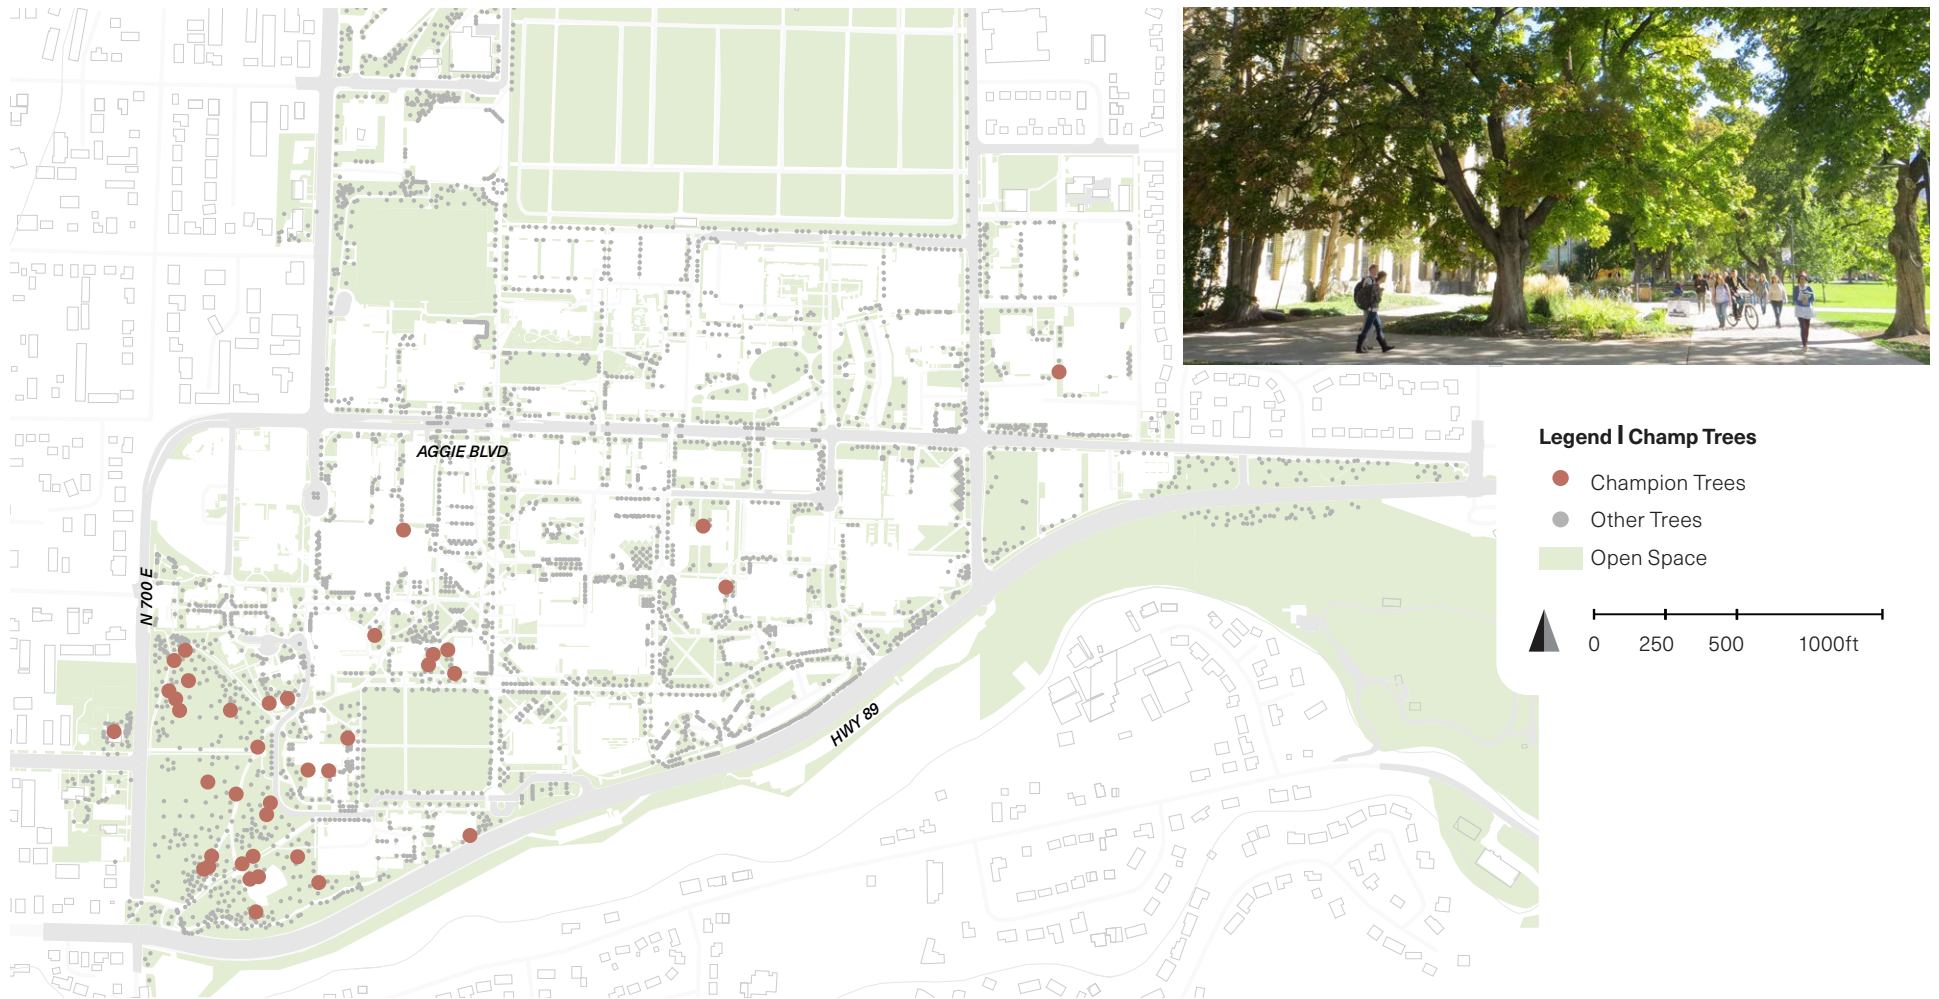 AGGIE BLVD
N 700 E
HWY 89
Legend | Champ Trees
Champion Trees
Other Trees
Open Space
0 250 500 1000ft